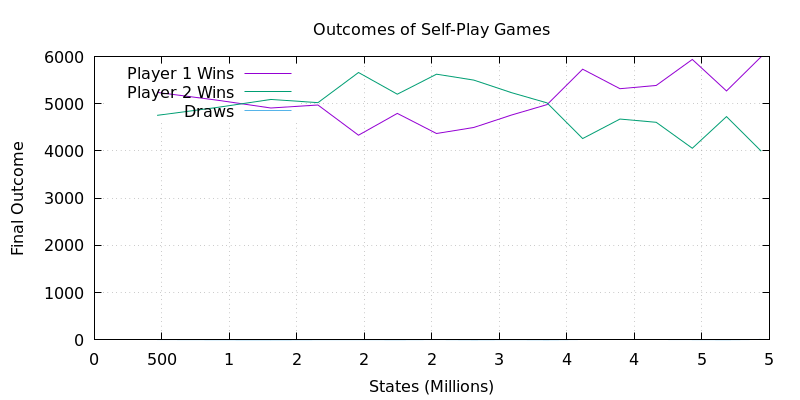 Outcomes of Self-Play Games
6000
5000
4000
3000
2000
1000
0
Final Outcome
Player 1 Wins
Player 2 Wins
Draws
0 500 1 2 2 2 3 4 4 5 5
States (Millions)